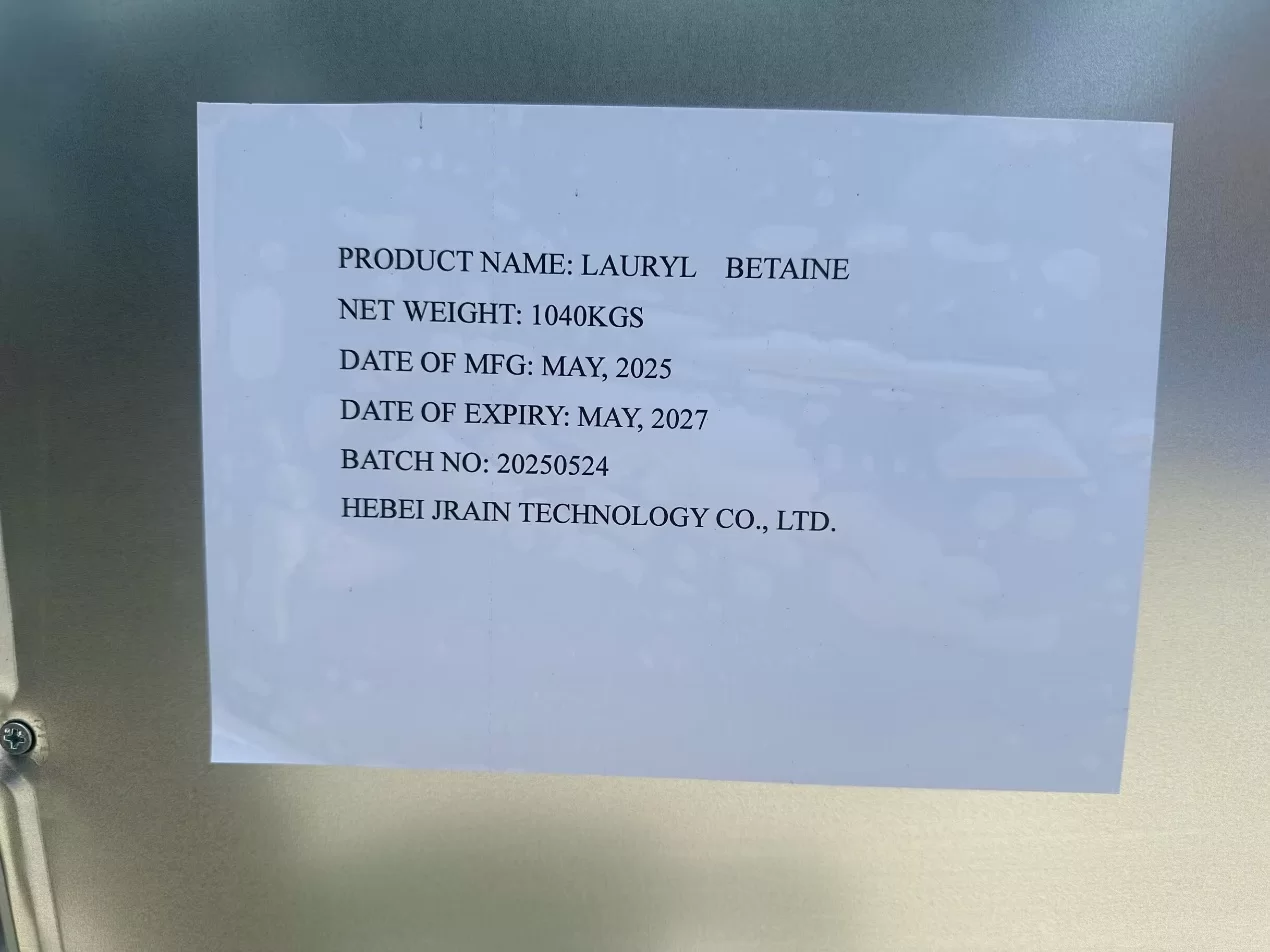 PRODUCT NAME: LAURYL BETAINE
NET WEIGHT: 1040KGS
DATE OF MFG: MAY, 2025
DATE OF EXPIRY: MAY, 2027
BATCH NO: 20250524
HEBEI JRAIN TECHNOLOGY CO., LTD.